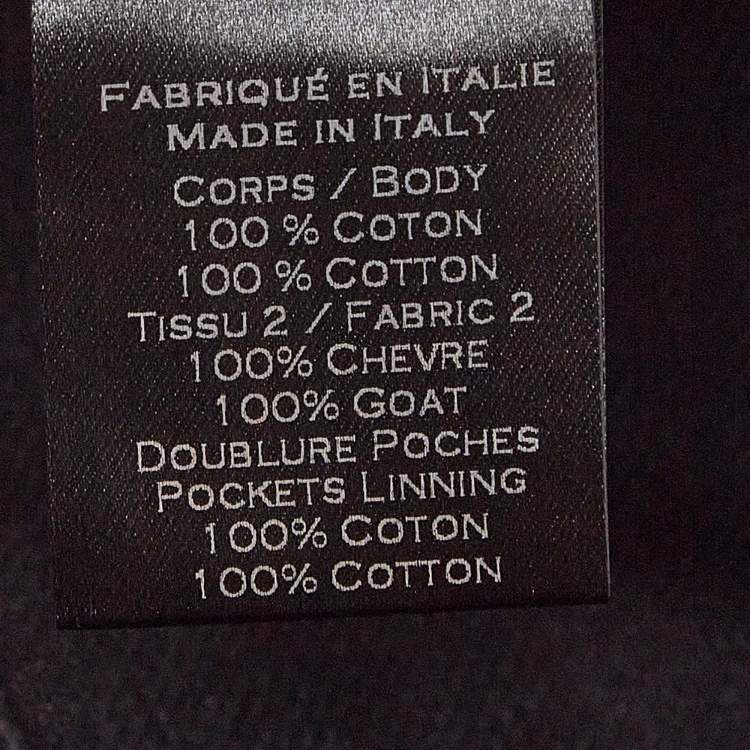 FABRIQUÉ EN ITALIE
MADE IN ITALY
CORPS / BODY
100 % COTON
100 % COTTON
TISSU 2 / FABRIC 2
100% CHEVRE
100% GOAT
DOUBLURE POCHES
POCKETS LINNING
100% COTON
100% COTTON